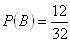 P(B) = 12/32